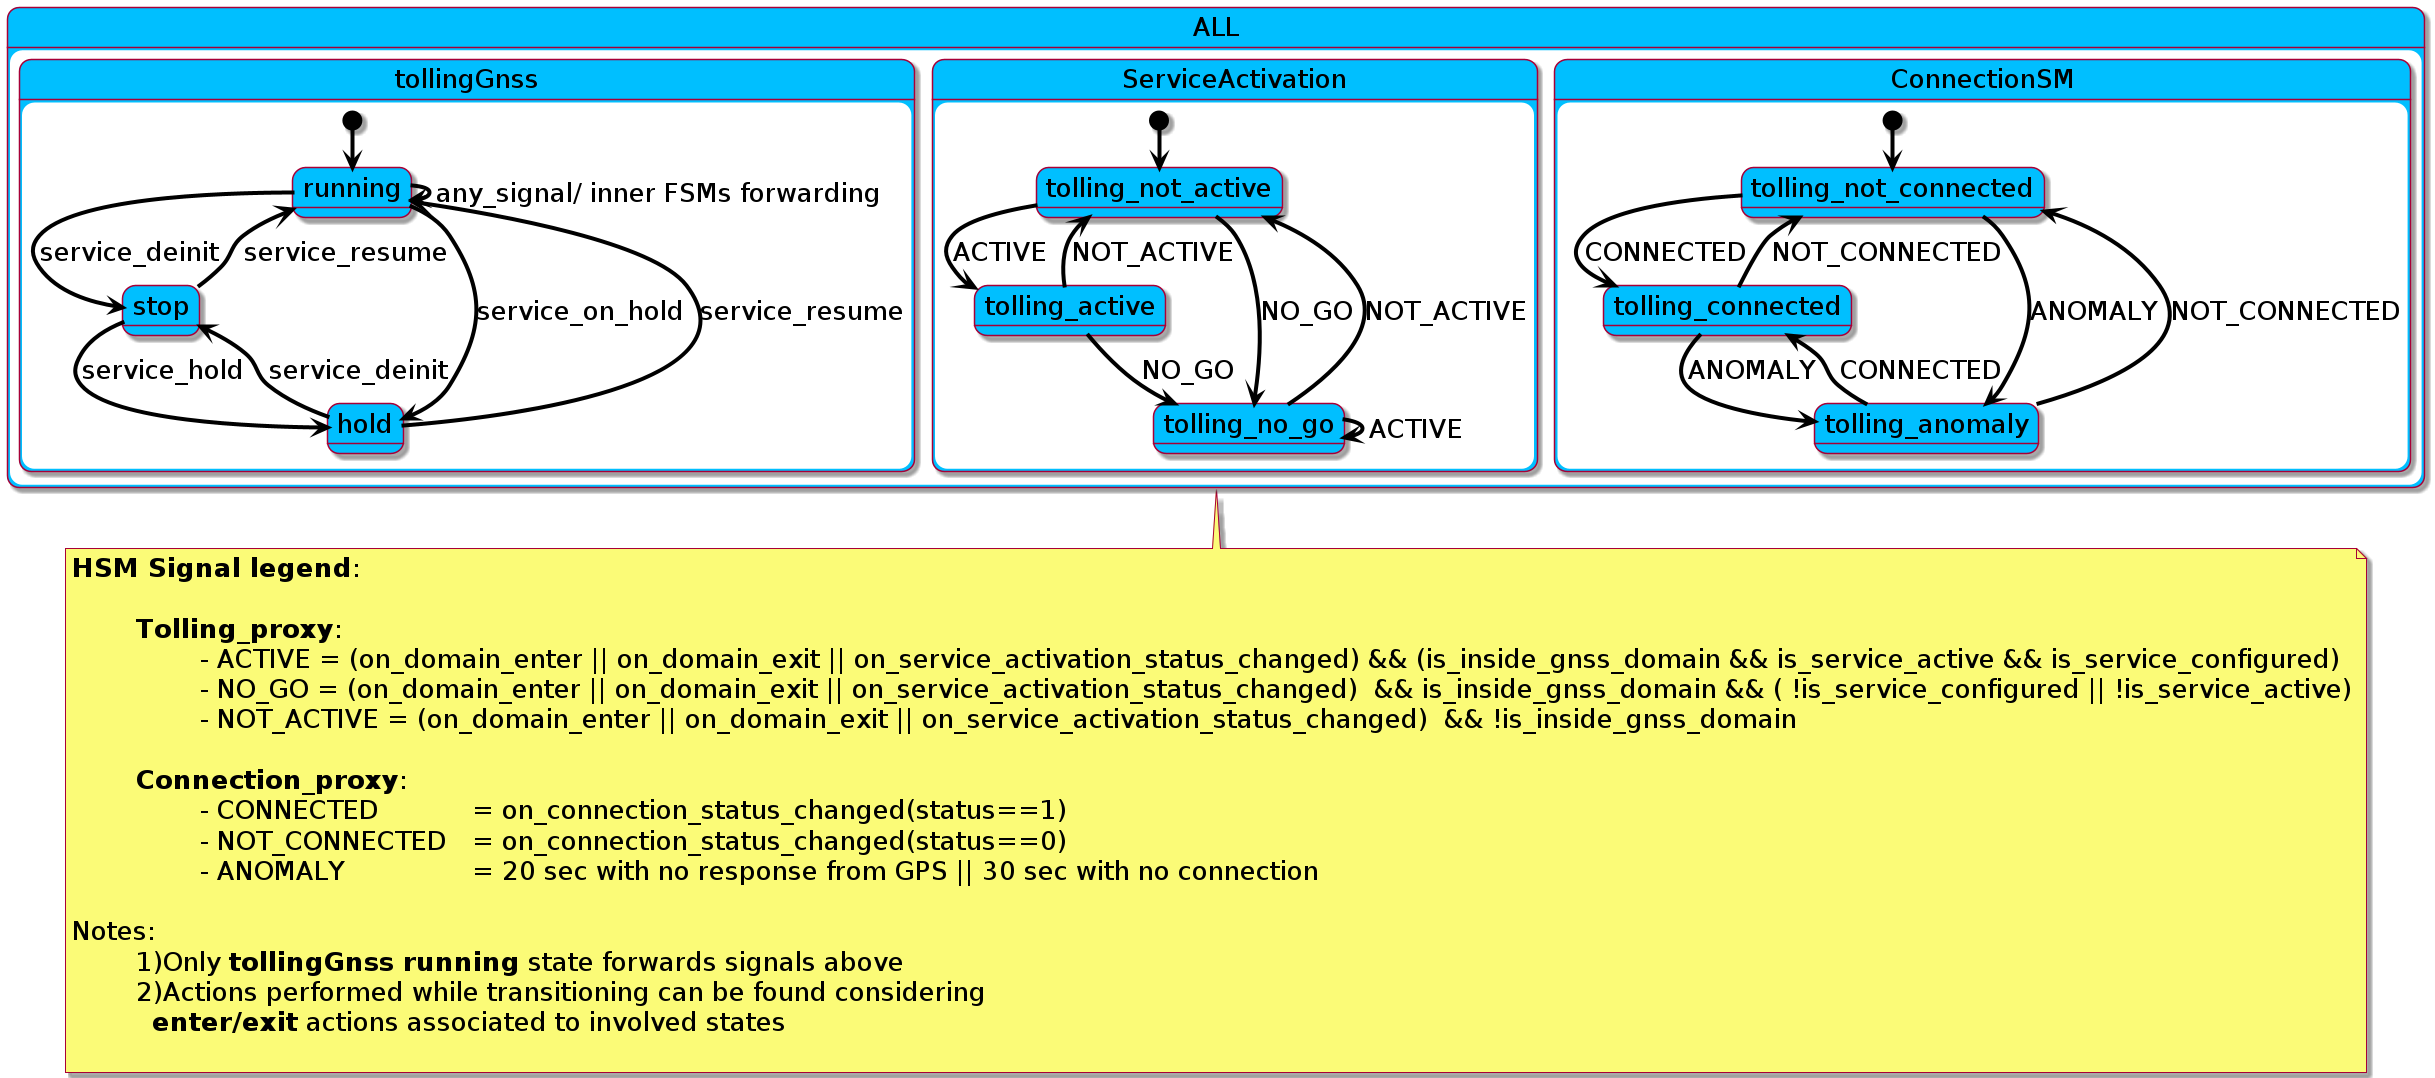 ALL
tollingGnss
running
any_signal/ inner FSMs forwarding
service_deinit
service_resume
stop
service_on_hold
service_resume
service_hold
service_deinit
hold
ServiceActivation
tolling_not_active
ACTIVE
NOT_ACTIVE
tolling_active
NO_GO
NOT_ACTIVE
NO_GO
tolling_no_go
ACTIVE
ConnectionSM
tolling_not_connected
CONNECTED
NOT_CONNECTED
tolling_connected
ANOMALY
NOT_CONNECTED
ANOMALY
CONNECTED
tolling_anomaly
HSM Signal legend:
Tolling_proxy:
- ACTIVE = (on_domain_enter || on_domain_exit || on_service_activation_status_changed) && (is_inside_gnss_domain && is_service_active && is_service_configured)
- NO_GO = (on_domain_enter || on_domain_exit || on_service_activation_status_changed)  && is_inside_gnss_domain && ( !is_service_configured || !is_service_active)
- NOT_ACTIVE = (on_domain_enter || on_domain_exit || on_service_activation_status_changed)  && !is_inside_gnss_domain
Connection_proxy:
- CONNECTED = on_connection_status_changed(status==1)
- NOT_CONNECTED = on_connection_status_changed(status==0)
- ANOMALY = 20 sec with no response from GPS || 30 sec with no connection
Notes:
1)Only tollingGnss running state forwards signals above
2)Actions performed while transitioning can be found considering
enter/exit actions associated to involved states